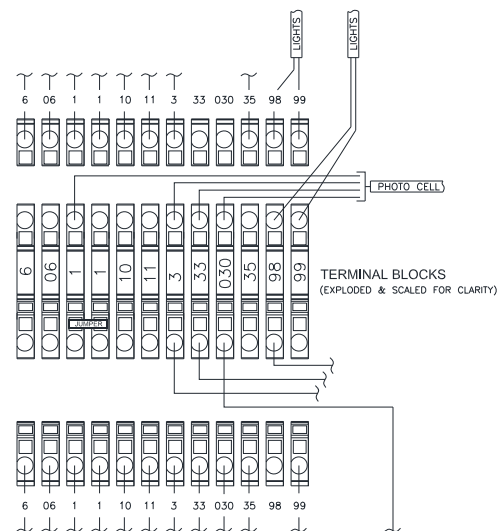 LIGHTS
LIGHTS
6 06 1 1 10 11 3 33 030 35 98 99
PHOTO CELL
6 06 1 1 10 11 3 33 030 35 98 99
TERMINAL BLOCKS
(EXPLODED & SCALED FOR CLARITY)
JUMPER
6 06 1 1 10 11 3 33 030 35 98 99